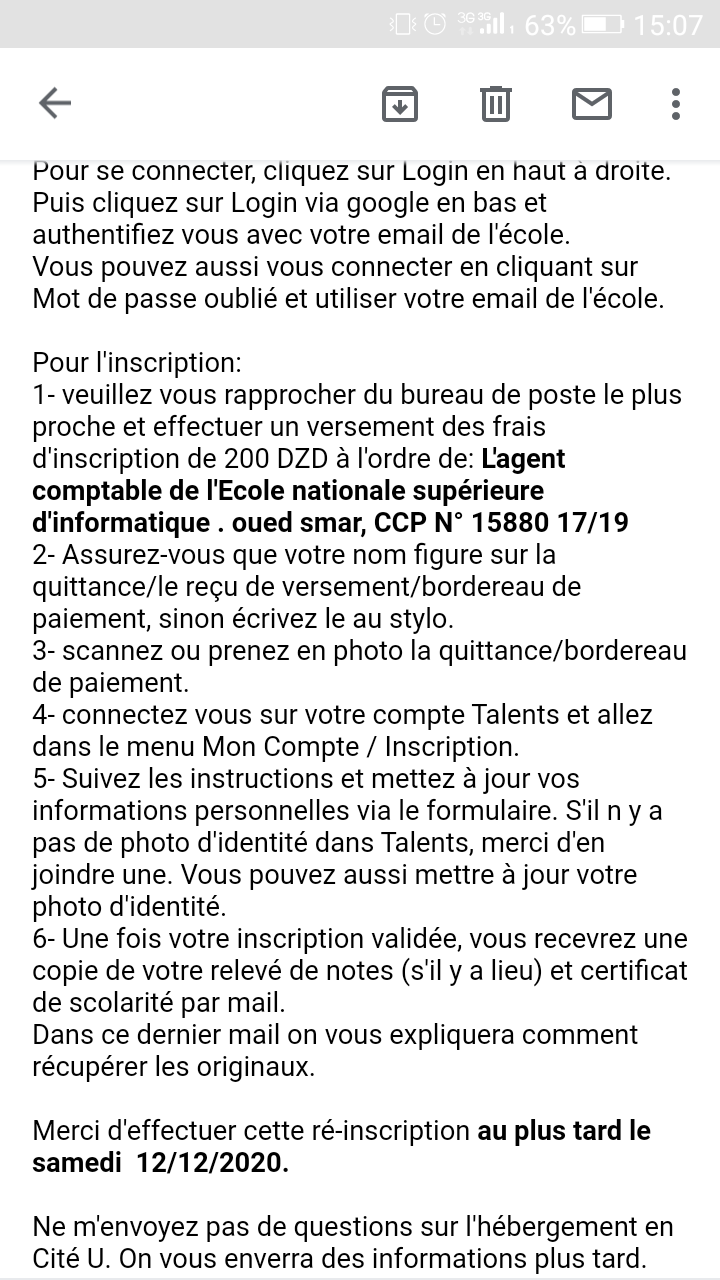 3G 3G 63% 15:07
Pour se connecter, cliquez sur Login en haut à droite.
Puis cliquez sur Login via google en bas et
authentifiez vous avec votre email de l'école.
Vous pouvez aussi vous connecter en cliquant sur
Mot de passe oublié et utiliser votre email de l'école.
Pour l'inscription:
1- veuillez vous rapprocher du bureau de poste le plus
proche et effectuer un versement des frais
d'inscription de 200 DZD à l'ordre de: L'agent
comptable de l'Ecole nationale supérieure
d'informatique . oued smar, CCP N° 15880 17/19
2- Assurez-vous que votre nom figure sur la
quittance/le reçu de versement/bordereau de
paiement, sinon écrivez le au stylo.
3- scannez ou prenez en photo la quittance/bordereau
de paiement.
4- connectez vous sur votre compte Talents et allez
dans le menu Mon Compte / Inscription.
5- Suivez les instructions et mettez à jour vos
informations personnelles via le formulaire. S'il n y a
pas de photo d'identité dans Talents, merci d'en
joindre une. Vous pouvez aussi mettre à jour votre
photo d'identité.
6- Une fois votre inscription validée, vous recevrez une
copie de votre relevé de notes (s'il y a lieu) et certificat
de scolarité par mail.
Dans ce dernier mail on vous expliquera comment
récupérer les originaux.
Merci d'effectuer cette ré-inscription au plus tard le
samedi  12/12/2020.
Ne m'envoyez pas de questions sur l'hébergement en
Cité U. On vous enverra des informations plus tard.